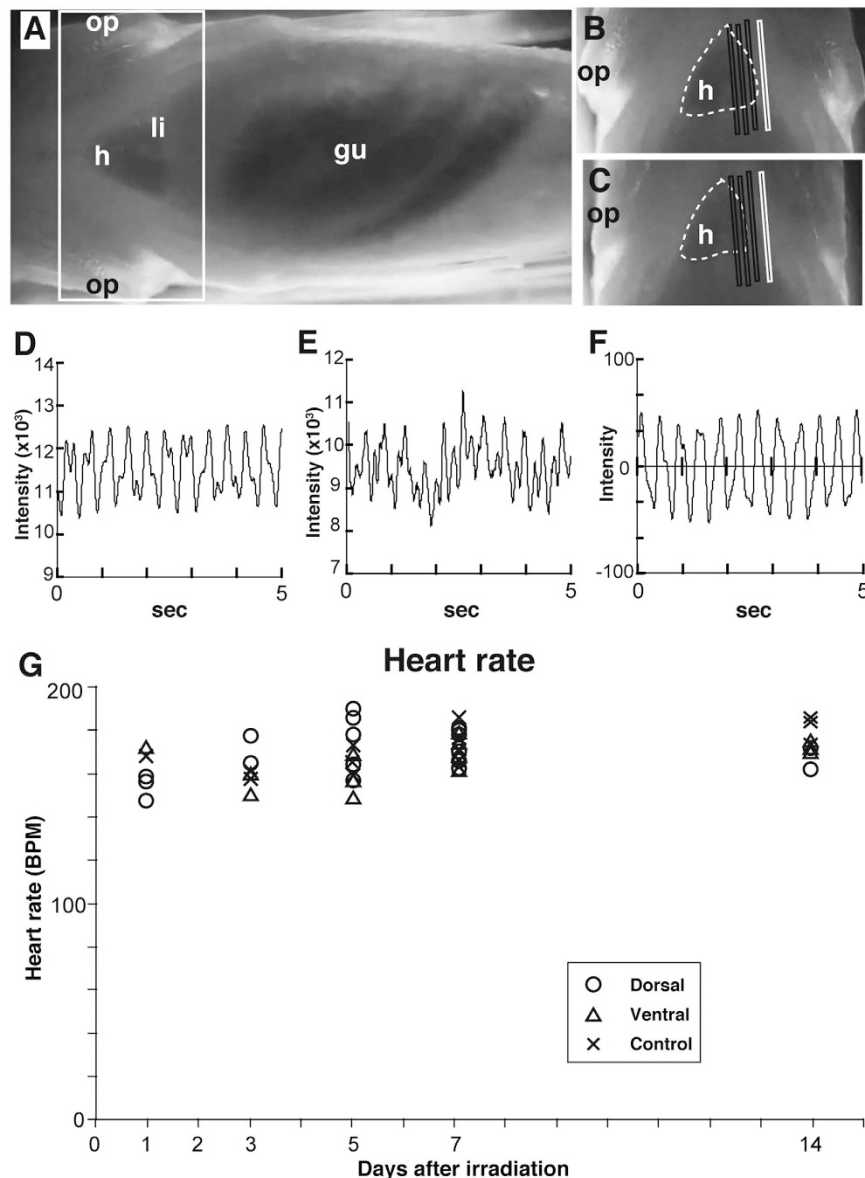 A
op
li
h
gu
op
B
op
h
C
op
h
D
14
13
12
11
10
9
Intensity (x10³)
0
5
sec
E
12
11
10
9
8
7
Intensity (x10³)
0
5
sec
F
100
0
-100
Intensity
0
5
sec
G
Heart rate
200
100
0
Heart rate (BPM)
0 1 2 3 5 7 14
Days after irradiation
Dorsal
Ventral
Control